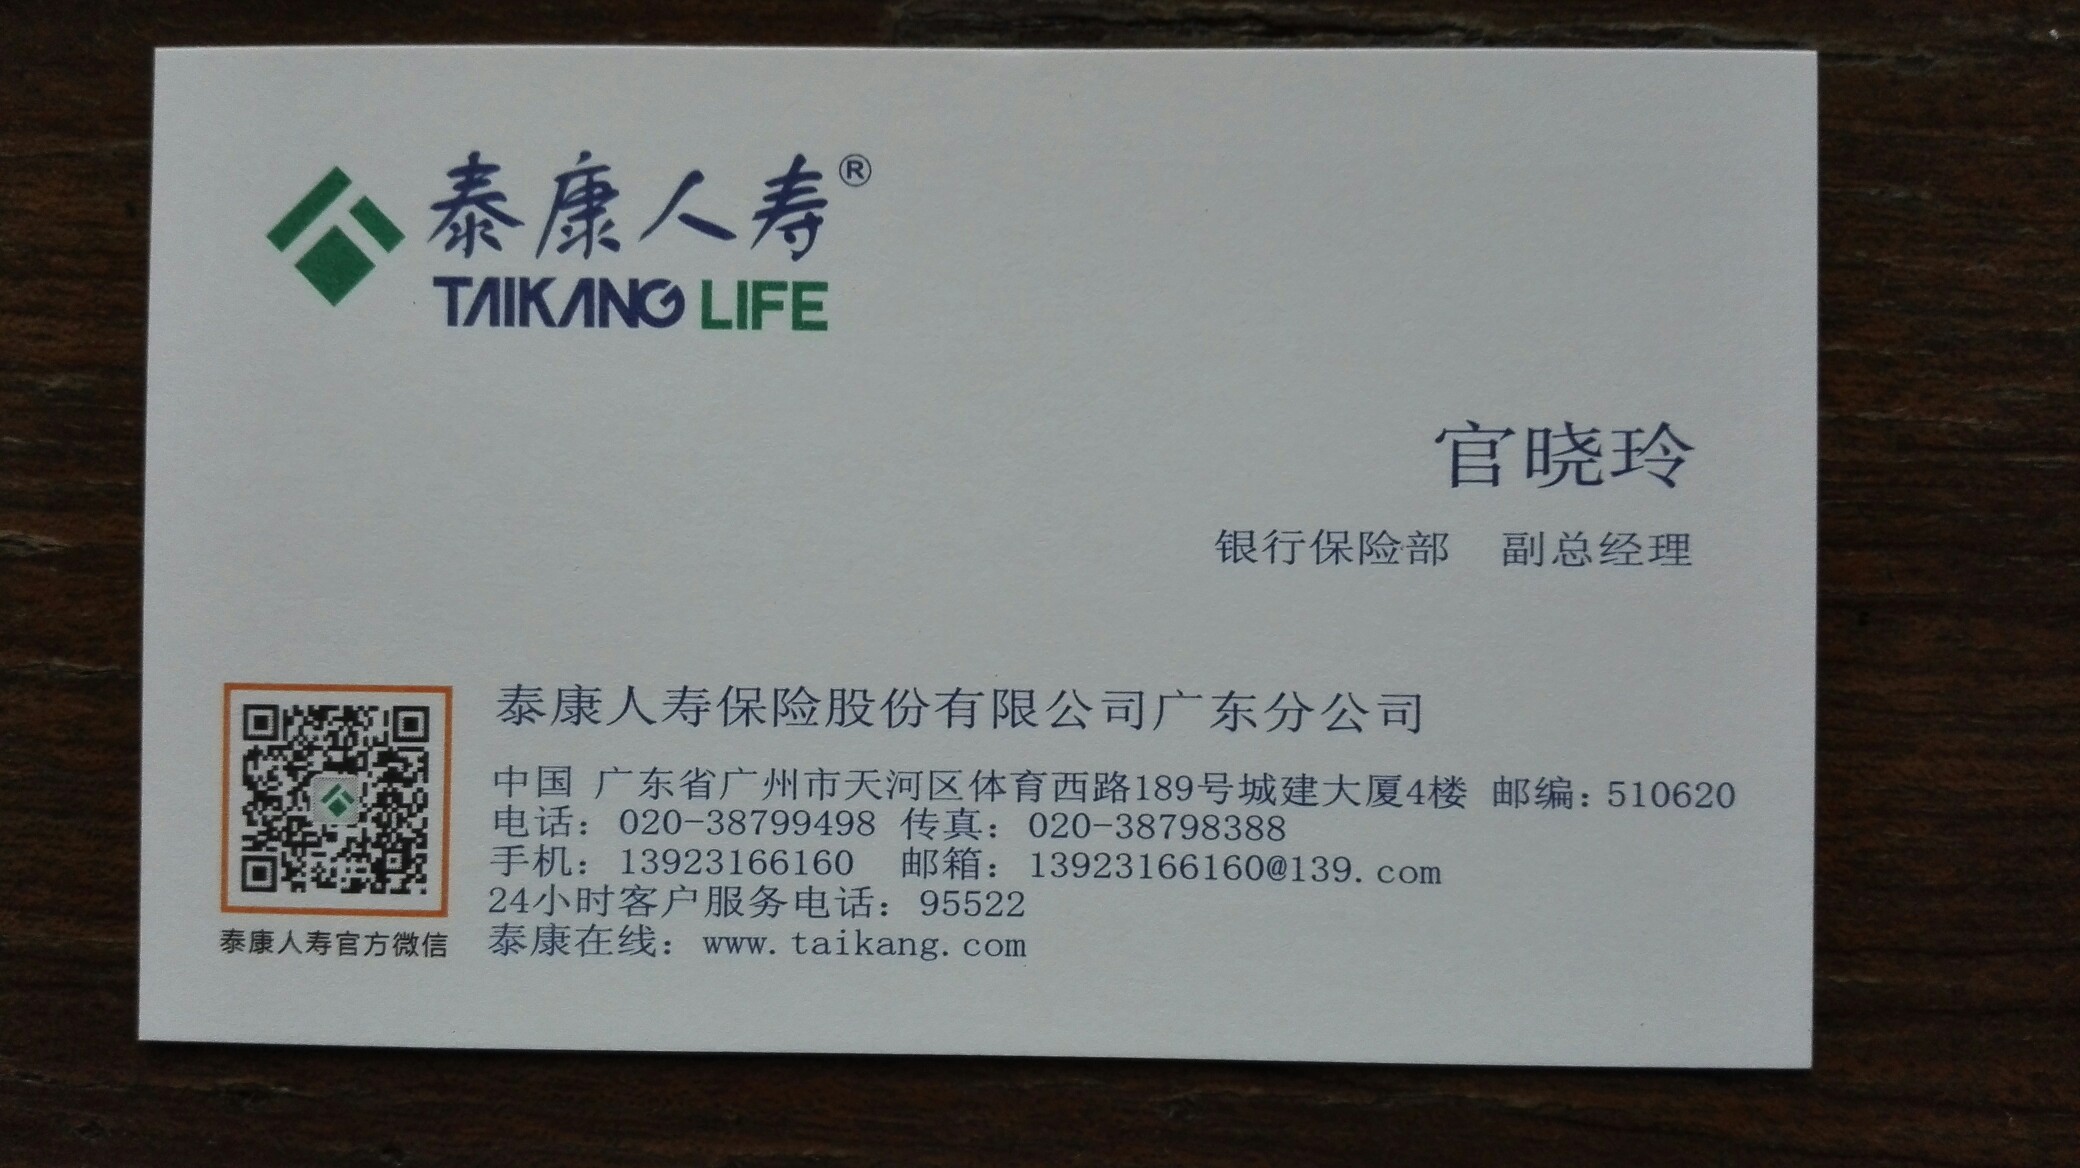 泰康人寿®
TAIKANG LIFE
官晓玲
银行保险部 副总经理
泰康人寿保险股份有限公司广东分公司
中国 广东省广州市天河区体育西路189号城建大厦4楼 邮编：510620
电话：020-38799498 传真：020-38798388
手机：13923166160 邮箱：13923166160@139.com
24小时客户服务电话：95522
泰康在线：www.taikang.com
泰康人寿官方微信